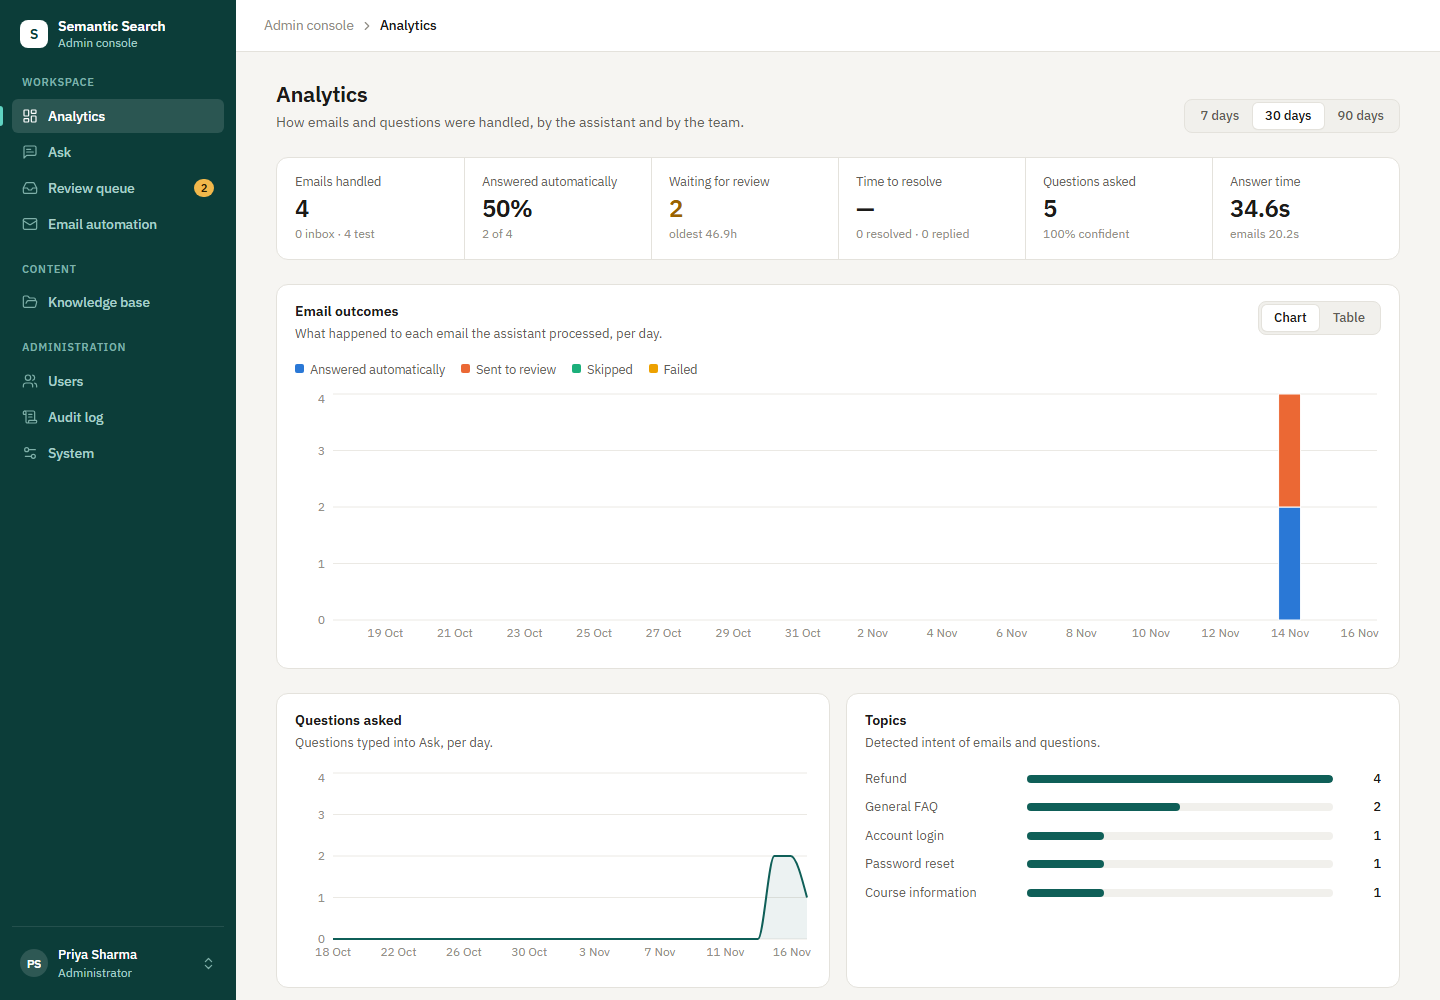 S
Semantic Search
Admin console
WORKSPACE
Analytics
Ask
Review queue 2
Email automation
CONTENT
Knowledge base
ADMINISTRATION
Users
Audit log
System
PS
Priya Sharma
Administrator
Admin console > Analytics
Analytics
How emails and questions were handled, by the assistant and by the team.
7 days 30 days 90 days
Emails handled
4
0 inbox · 4 test
Answered automatically
50%
2 of 4
Waiting for review
2
oldest 46.9h
Time to resolve
—
0 resolved · 0 replied
Questions asked
5
100% confident
Answer time
34.6s
emails 20.2s
Email outcomes
What happened to each email the assistant processed, per day.
Chart Table
Answered automatically Sent to review Skipped Failed
4
3
2
1
0
19 Oct 21 Oct 23 Oct 25 Oct 27 Oct 29 Oct 31 Oct 2 Nov 4 Nov 6 Nov 8 Nov 10 Nov 12 Nov 14 Nov 16 Nov
Questions asked
Questions typed into Ask, per day.
4
3
2
1
0
18 Oct 22 Oct 26 Oct 30 Oct 3 Nov 7 Nov 11 Nov 16 Nov
Topics
Detected intent of emails and questions.
Refund 4
General FAQ 2
Account login 1
Password reset 1
Course information 1